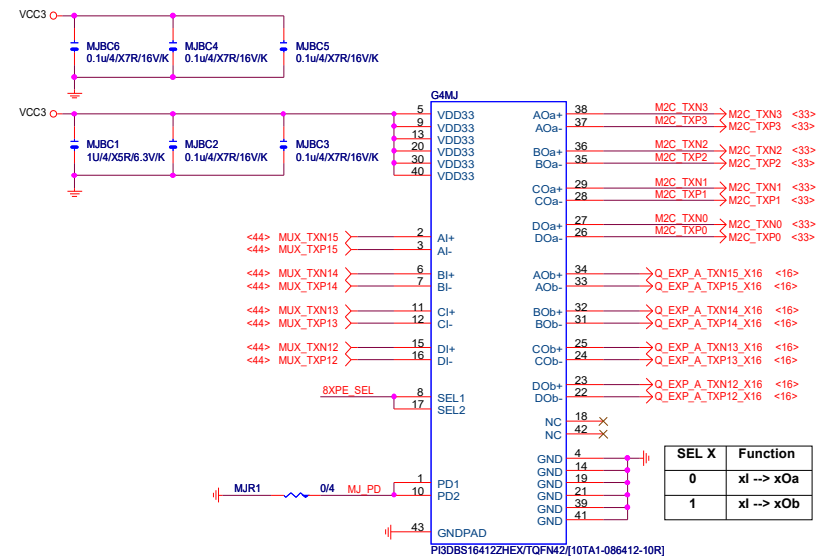 VCC3
MJBC6
0.1u/4/X7R/16V/K
MJBC4
0.1u/4/X7R/16V/K
MJBC5
0.1u/4/X7R/16V/K
VCC3
MJBC1
1U/4/X5R/6.3V/K
MJBC2
0.1u/4/X7R/16V/K
MJBC3
0.1u/4/X7R/16V/K
G4MJ
5 VDD33
9 VDD33
13 VDD33
20 VDD33
30 VDD33
40 VDD33
AOa+ 38 M2C_TXN3 M2C_TXN3 <33>
AOa- 37 M2C_TXP3 M2C_TXP3 <33>
BOa+ 36 M2C_TXN2 M2C_TXN2 <33>
BOa- 35 M2C_TXP2 M2C_TXP2 <33>
COa+ 29 M2C_TXN1 M2C_TXN1 <33>
COa- 28 M2C_TXP1 M2C_TXP1 <33>
DOa+ 27 M2C_TXN0 M2C_TXN0 <33>
DOa- 26 M2C_TXP0 M2C_TXP0 <33>
<44> MUX_TXN15 2 AI+
<44> MUX_TXP15 3 AI-
<44> MUX_TXN14 6 BI+
<44> MUX_TXP14 7 BI-
<44> MUX_TXN13 11 CI+
<44> MUX_TXP13 12 CI-
<44> MUX_TXN12 15 DI+
<44> MUX_TXP12 16 DI-
AOb+ 34 Q_EXP_A_TXN15_X16 <16>
AOb- 33 Q_EXP_A_TXP15_X16 <16>
BOb+ 32 Q_EXP_A_TXN14_X16 <16>
BOb- 31 Q_EXP_A_TXP14_X16 <16>
COb+ 25 Q_EXP_A_TXN13_X16 <16>
COb- 24 Q_EXP_A_TXP13_X16 <16>
DOb+ 23 Q_EXP_A_TXN12_X16 <16>
DOb- 22 Q_EXP_A_TXP12_X16 <16>
8XPE_SEL 8 SEL1
17 SEL2
NC 18
NC 42
GND 4
GND 14
GND 19
GND 21
GND 39
GND 41
MJR1 0/4 MJ_PD
1 PD1
10 PD2
43 GNDPAD
PI3DBS16412ZHEX/TQFN42/[10TA1-086412-10R]
SEL X Function
0 xI --> xOa
1 xI --> xOb